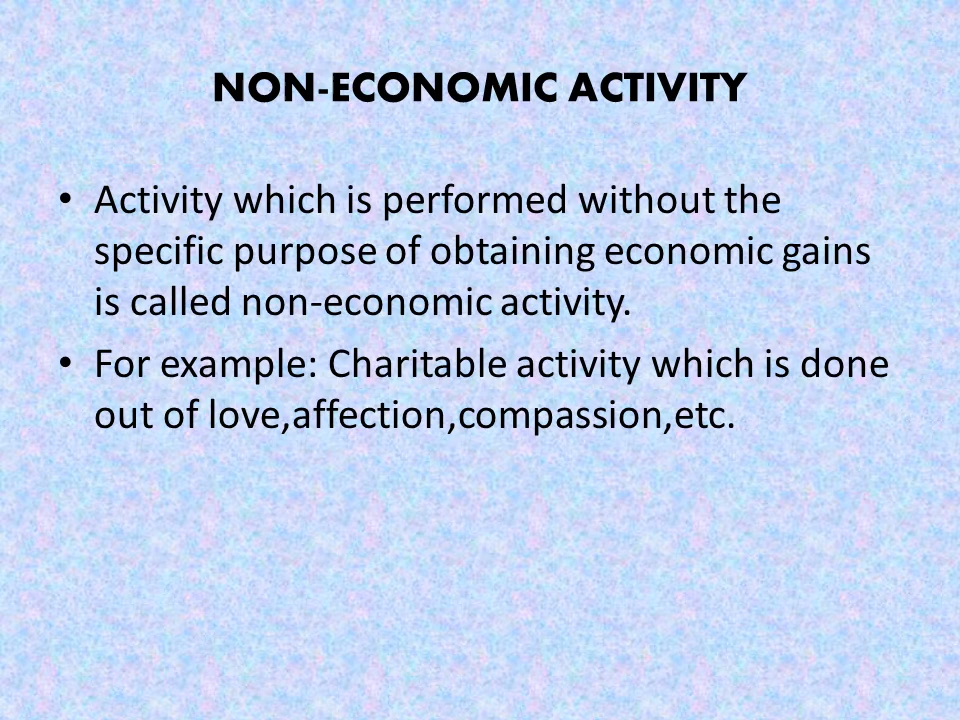 NON-ECONOMIC ACTIVITY
• Activity which is performed without the
specific purpose of obtaining economic gains
is called non-economic activity.
• For example: Charitable activity which is done
out of love,affection,compassion,etc.